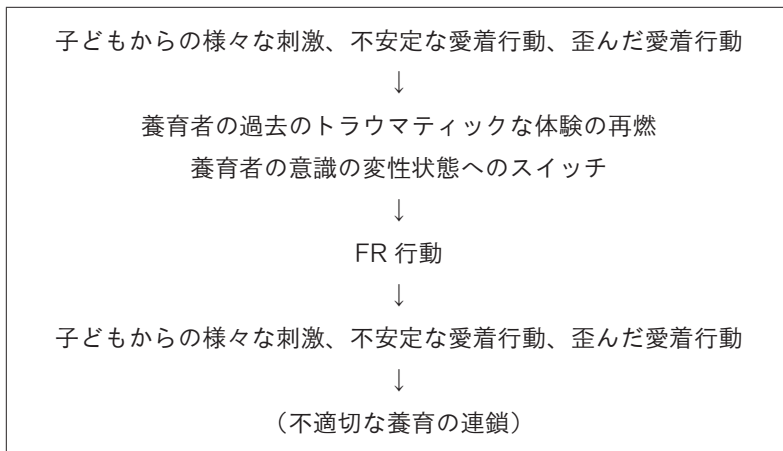 子どもからの様々な刺激、不安定な愛着行動、歪んだ愛着行動
↓
養育者の過去のトラウマティックな体験の再燃
養育者の意識の変性状態へのスイッチ
↓
FR 行動
↓
子どもからの様々な刺激、不安定な愛着行動、歪んだ愛着行動
↓
（不適切な養育の連鎖）